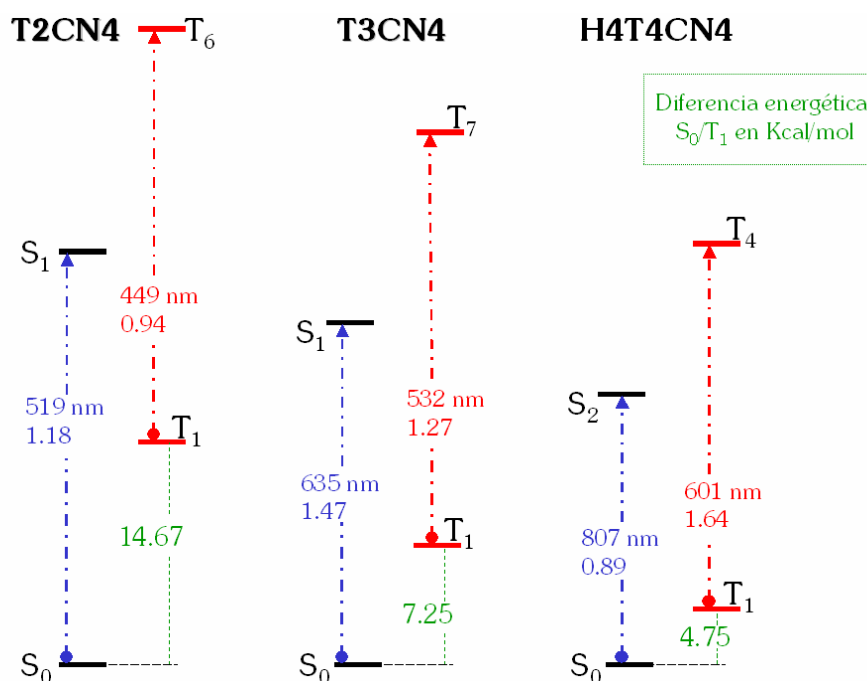 T2CN4
T₆
S₁
449 nm
0.94
519 nm
1.18
T₁
14.67
S₀
T3CN4
T₇
S₁
532 nm
1.27
635 nm
1.47
T₁
7.25
S₀
H4T4CN4
Diferencia energética
S₀/T₁ en Kcal/mol
T₄
S₂
601 nm
1.64
807 nm
0.89
T₁
4.75
S₀